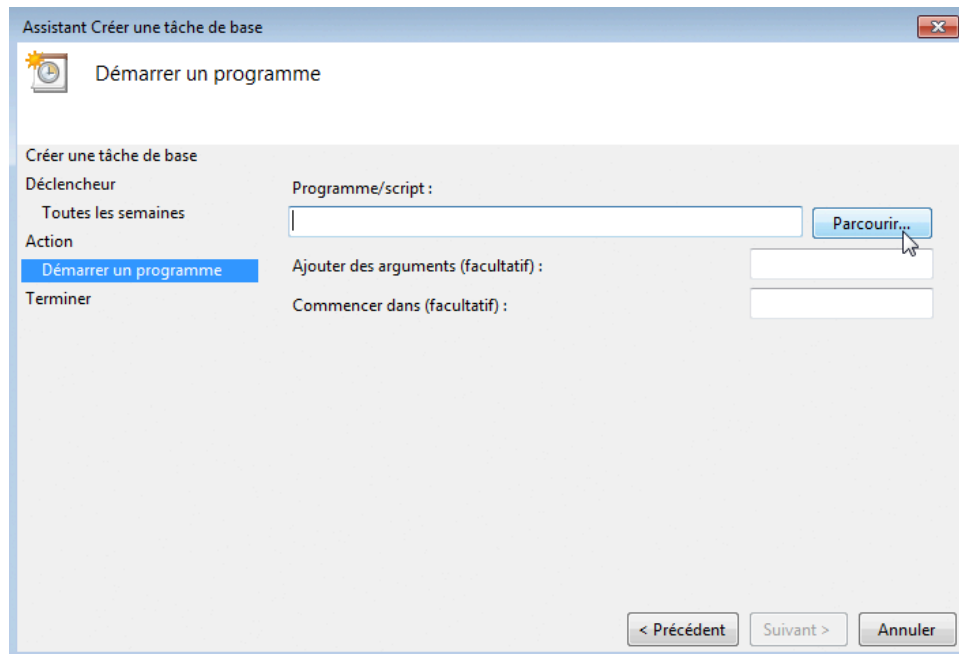 Assistant Créer une tâche de base
Démarrer un programme
Créer une tâche de base
Déclencheur
Toutes les semaines
Action
Démarrer un programme
Terminer
Programme/script :
Parcourir...
Ajouter des arguments (facultatif) :
Commencer dans (facultatif) :
< Précédent
Suivant >
Annuler